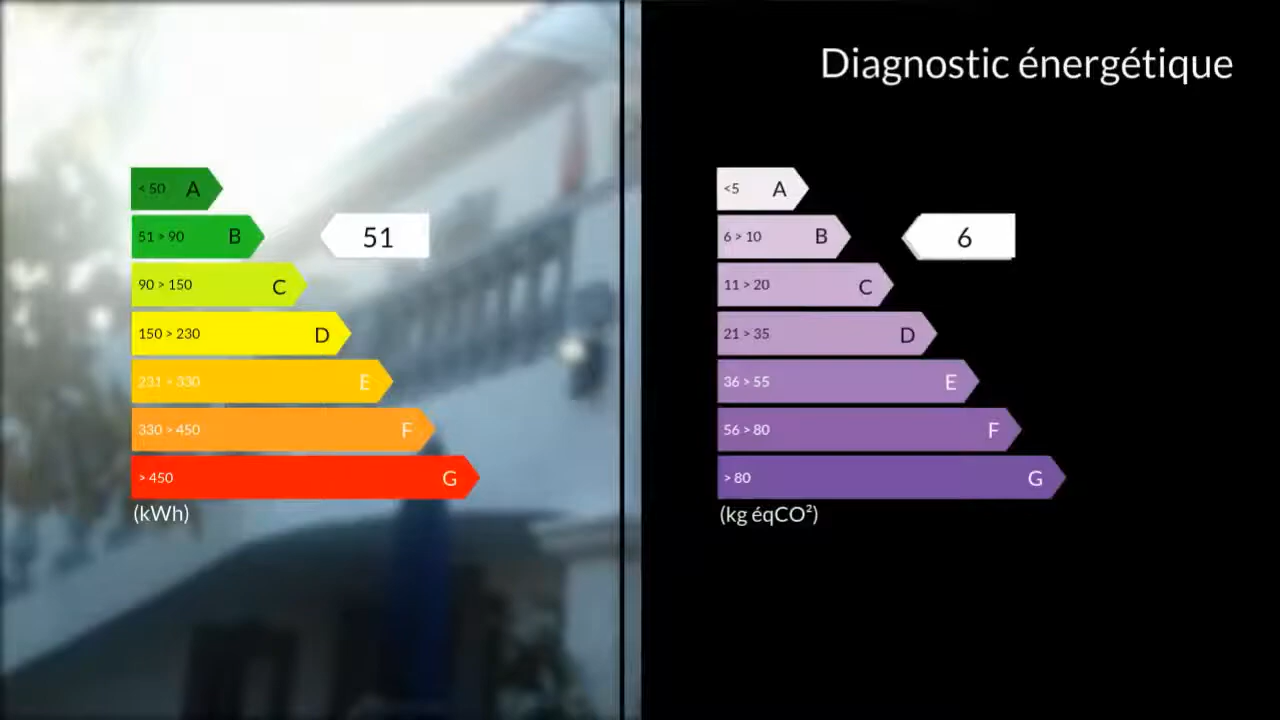 Diagnostic énergétique
< 50 A
51 > 90 B
51
90 > 150 C
150 > 230 D
231 > 330 E
330 > 450 F
> 450 G
(kWh)
<5 A
6 > 10 B
6
11 > 20 C
21 > 35 D
36 > 55 E
56 > 80 F
> 80 G
(kg éqCO²)